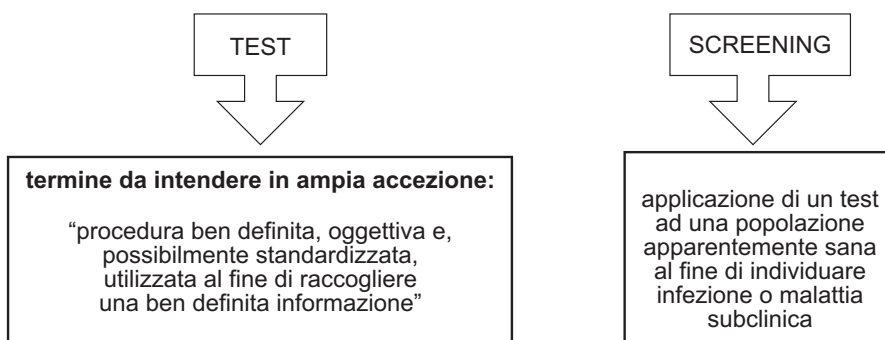 TEST
termine da intendere in ampia accezione:
“procedura ben definita, oggettiva e,
possibilmente standardizzata,
utilizzata al fine di raccogliere
una ben definita informazione”
SCREENING
applicazione di un test
ad una popolazione
apparentemente sana
al fine di individuare
infezione o malattia
subclinica